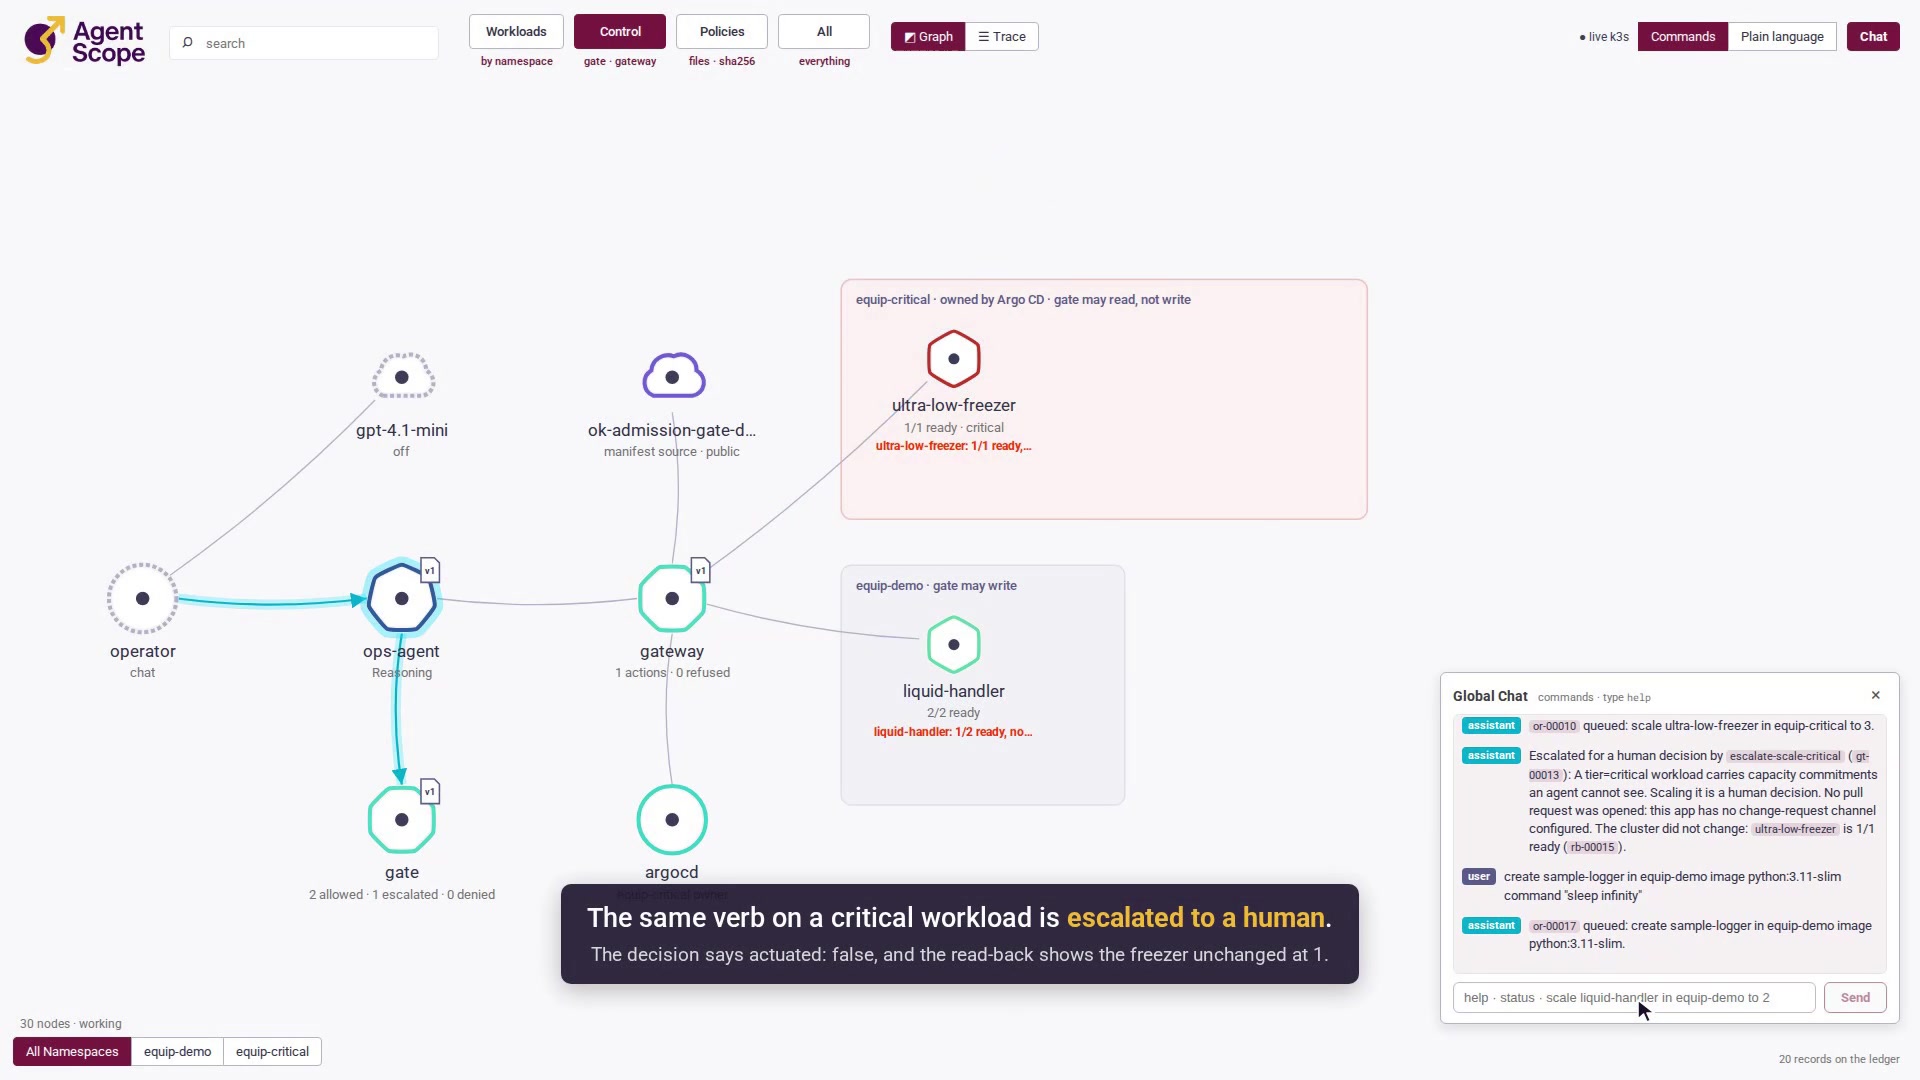 Agent
Scope
search
Workloads
Control
Policies
All
by namespace
gate · gateway
files · sha256
everything
Graph
Trace
live k3s
Commands
Plain language
Chat
equip-critical · owned by Argo CD · gate may read, not write
ultra-low-freezer
1/1 ready · critical
ultra-low-freezer: 1/1 ready,...
gpt-4.1-mini
off
ok-admission-gate-d...
manifest source · public
equip-demo · gate may write
v1
v1
operator
chat
ops-agent
Reasoning
gateway
1 actions · 0 refused
liquid-handler
2/2 ready
liquid-handler: 1/2 ready, no...
v1
gate
2 allowed · 1 escalated · 0 denied
argocd
equip-critical owner
The same verb on a critical workload is escalated to a human.
The decision says actuated: false, and the read-back shows the freezer unchanged at 1.
Global Chat commands · type help
assistant or-00010 queued: scale ultra-low-freezer in equip-critical to 3.
assistant Escalated for a human decision by escalate-scale-critical ( gt-
00013 ): A tier=critical workload carries capacity commitments
an agent cannot see. Scaling it is a human decision. No pull
request was opened: this app has no change-request channel
configured. The cluster did not change: ultra-low-freezer is 1/1
ready ( rb-00015 ).
user create sample-logger in equip-demo image python:3.11-slim
command "sleep infinity"
assistant or-00017 queued: create sample-logger in equip-demo image
python:3.11-slim.
help · status · scale liquid-handler in equip-demo to 2
Send
30 nodes · working
All Namespaces
equip-demo
equip-critical
20 records on the ledger